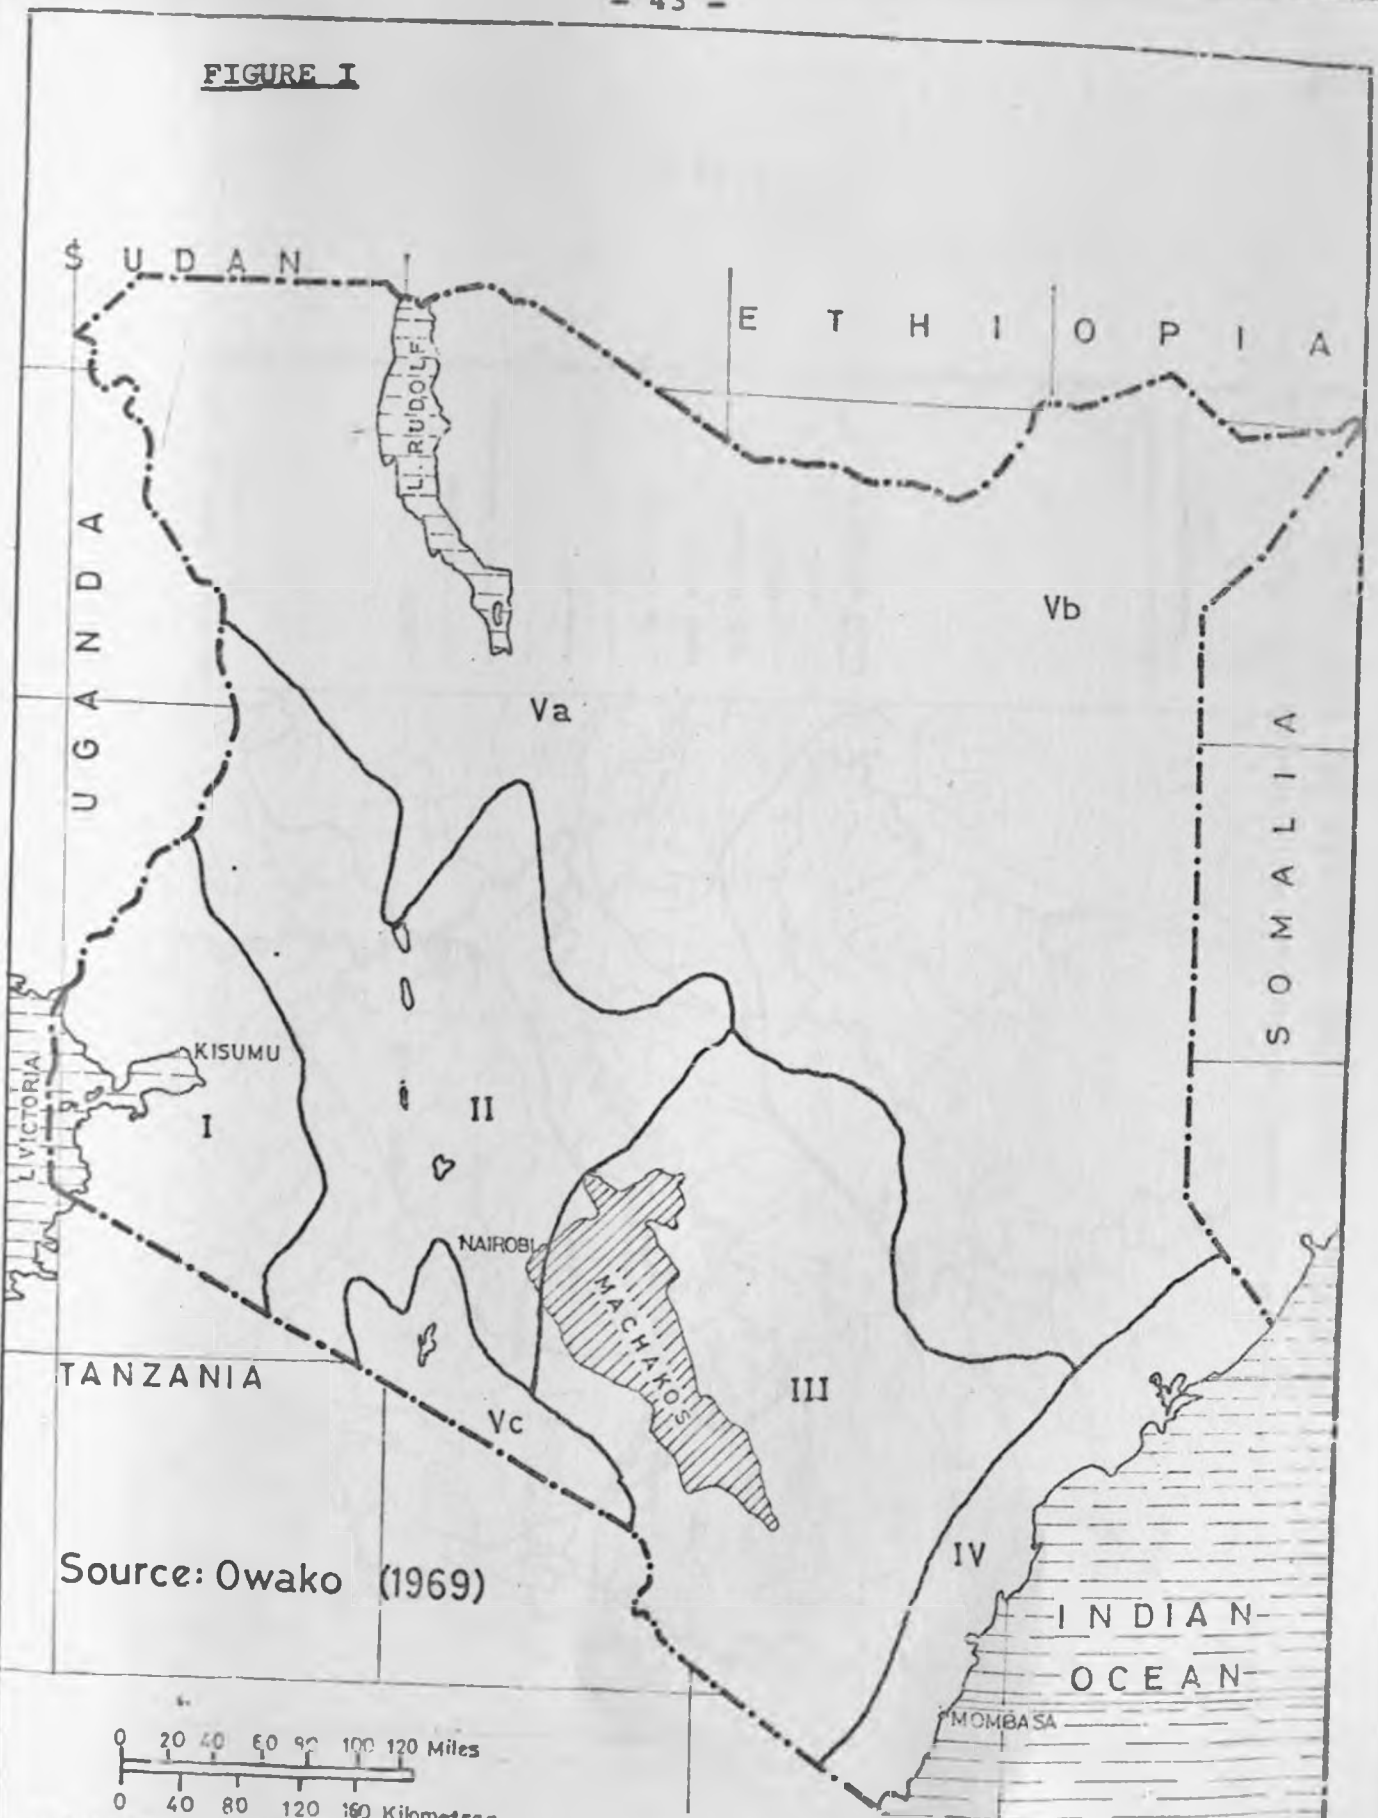 - 43 -
FIGURE I
SUDAN
ETHIOPIA
L. RUDOLF
UGANDA
Vb
Va
SOMALIA
KISUMU
L.VICTORIA
I
II
NAIROBI
MACHAKOS
TANZANIA
III
Vc
IV
Source: Owako (1969)
INDIAN
OCEAN
MOMBASA
0 20 40 60 80 100 120 Miles
0 40 80 120 160 Kilometres